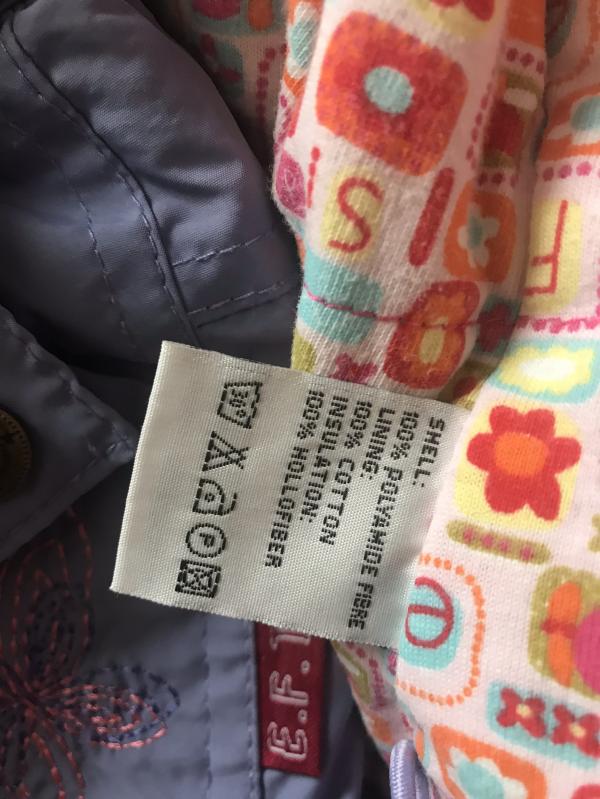 SHELL:
100% POLYAMIDE FIBRE
LINING:
100% COTTON
INSULATION:
100% HOLLOFIBER
P
E.F.
S
F